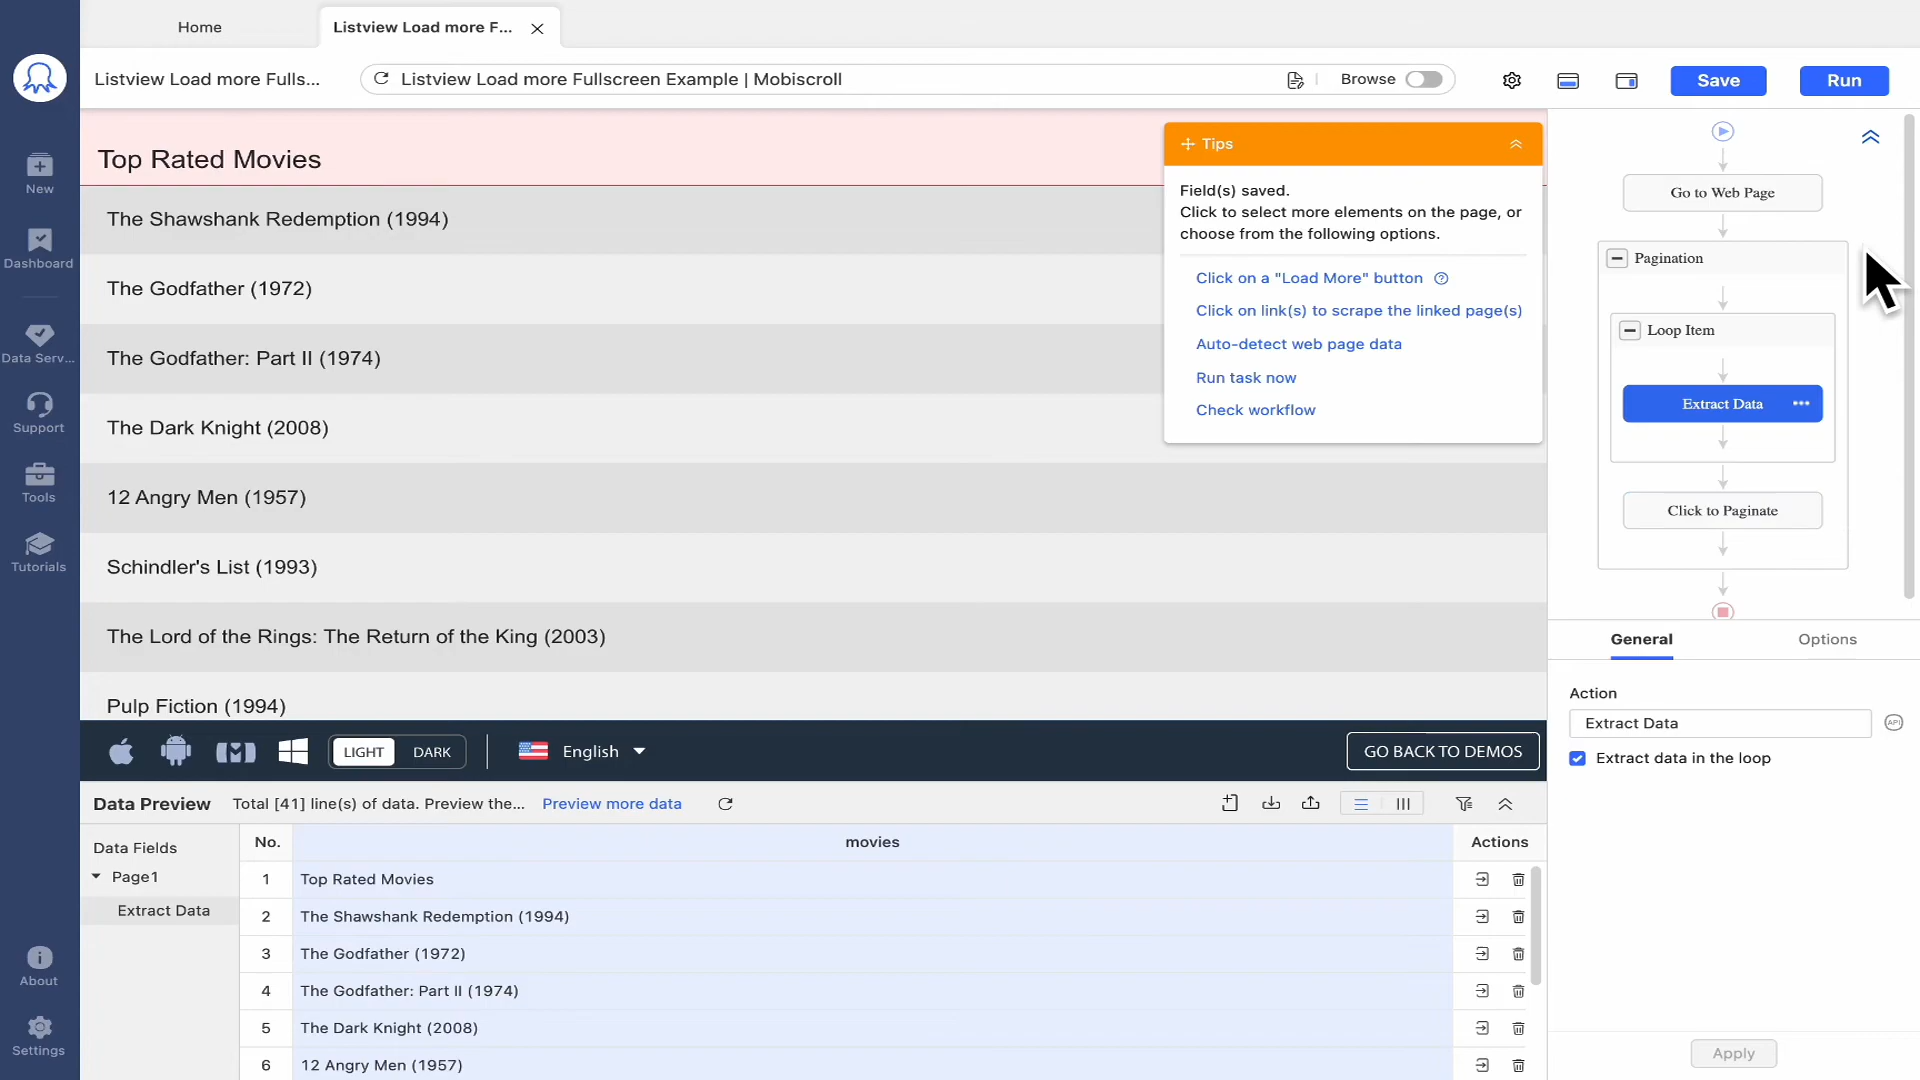 Home
Listview Load more F...
Listview Load more Fulls...
Listview Load more Fullscreen Example | Mobiscroll
Browse
Save
Run
New
Dashboard
Data Serv...
Support
Tools
Tutorials
About
Settings
Top Rated Movies
The Shawshank Redemption (1994)
The Godfather (1972)
The Godfather: Part II (1974)
The Dark Knight (2008)
12 Angry Men (1957)
Schindler's List (1993)
The Lord of the Rings: The Return of the King (2003)
Pulp Fiction (1994)
Tips
Field(s) saved.
Click to select more elements on the page, or
choose from the following options.
Click on a "Load More" button
Click on link(s) to scrape the linked page(s)
Auto-detect web page data
Run task now
Check workflow
Go to Web Page
Pagination
Loop Item
Extract Data
Click to Paginate
LIGHT
DARK
English
GO BACK TO DEMOS
General
Options
Action
Extract Data
API
Extract data in the loop
Apply
Data Preview
Total [41] line(s) of data. Preview the...
Preview more data
Data Fields
Page1
Extract Data
No.
movies
Actions
1
Top Rated Movies
2
The Shawshank Redemption (1994)
3
The Godfather (1972)
4
The Godfather: Part II (1974)
5
The Dark Knight (2008)
6
12 Angry Men (1957)